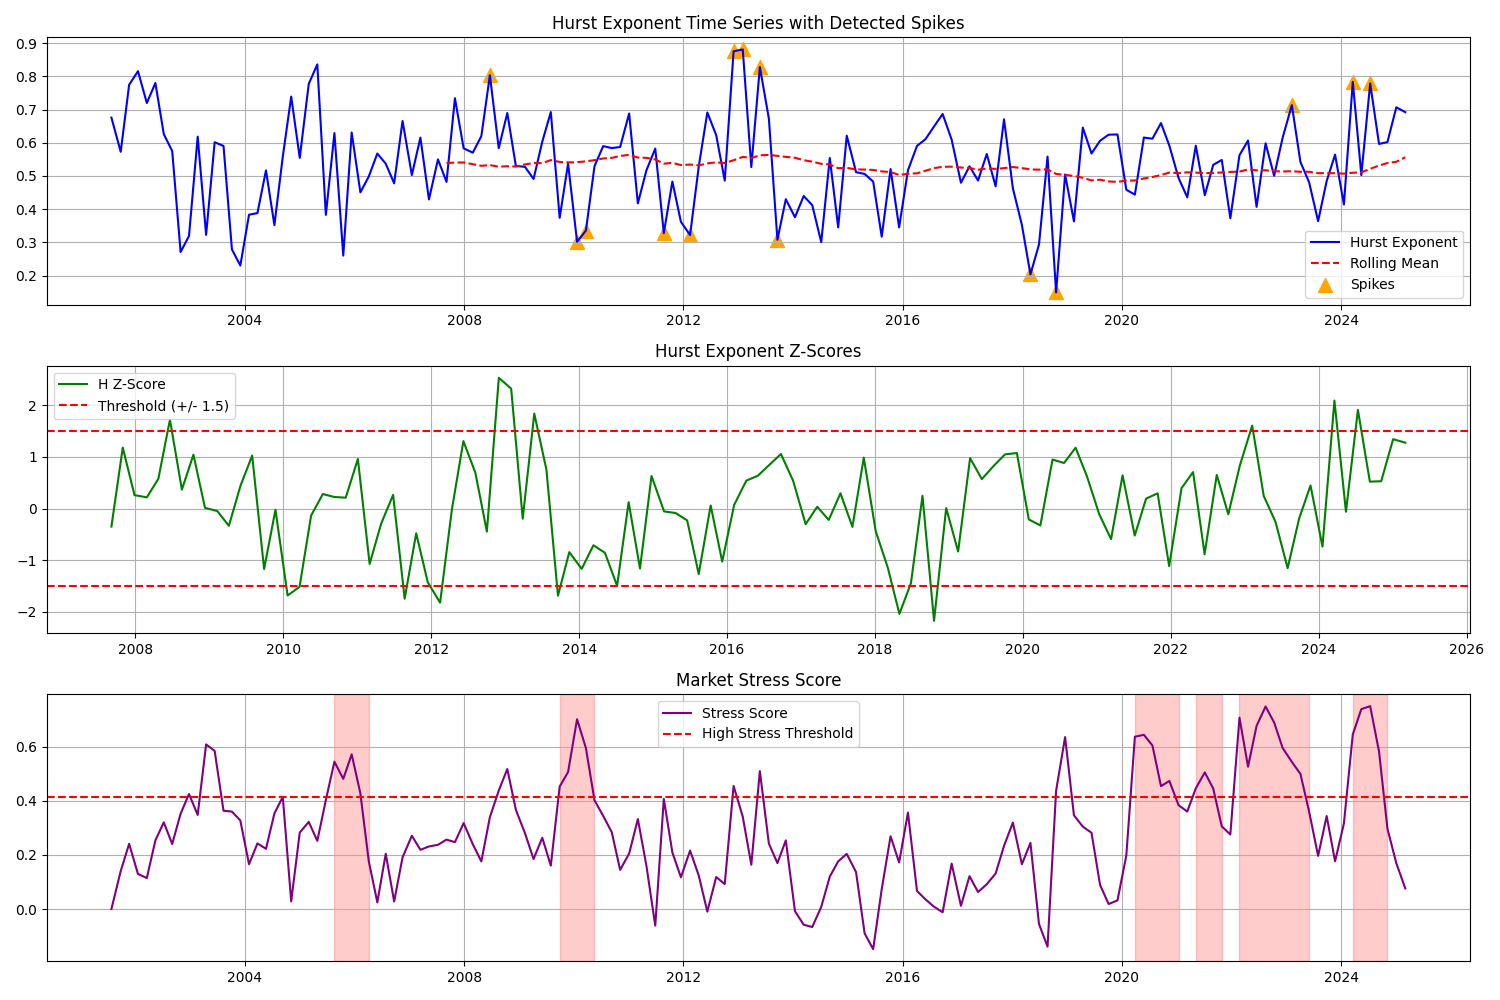 Hurst Exponent Time Series with Detected Spikes
0.9
0.8
0.7
0.6
0.5
0.4
0.3
0.2
Hurst Exponent
Rolling Mean
Spikes
2004 2008 2012 2016 2020 2024
Hurst Exponent Z-Scores
H Z-Score
Threshold (+/- 1.5)
2
1
0
−1
−2
2008 2010 2012 2014 2016 2018 2020 2022 2024 2026
Market Stress Score
Stress Score
High Stress Threshold
0.6
0.4
0.2
0.0
2004 2008 2012 2016 2020 2024